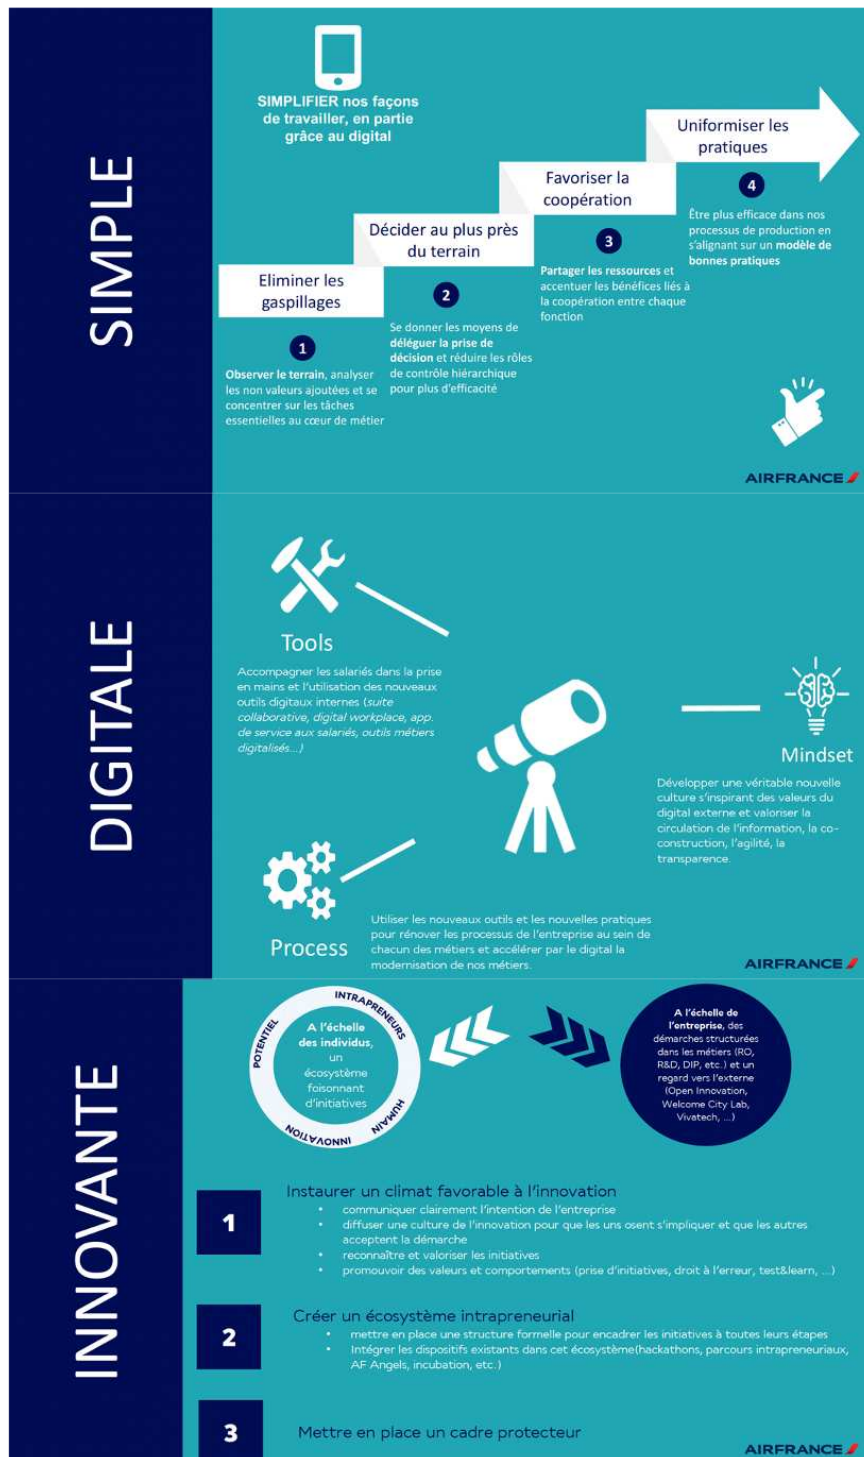 SIMPLE
SIMPLIFIER nos façons
de travailler, en partie
grâce au digital
Eliminer les
gaspillages
1
Observer le terrain, analyser
les non valeurs ajoutées et se
concentrer sur les tâches
essentielles au cœur de métier
Décider au plus près
du terrain
2
Se donner les moyens de
déléguer la prise de
décision et réduire les rôles
de contrôle hiérarchique
pour plus d'efficacité
Favoriser la
coopération
3
Partager les ressources et
accentuer les bénéfices liés à
la coopération entre chaque
fonction
Uniformiser les
pratiques
4
Être plus efficace dans nos
processus de production en
s'alignant sur un modèle de
bonnes pratiques
AIRFRANCE
DIGITALE
Tools
Accompagner les salariés dans la prise
en mains et l'utilisation des nouveaux
outils digitaux internes (suite
collaborative, digital workplace, app.
de service aux salariés, outils métiers
digitalisés...)
Mindset
Développer une véritable nouvelle
culture s'inspirant des valeurs du
digital externe et valoriser la
circulation de l'information, la co-
construction, l'agilité, la
transparence.
Process
Utiliser les nouveaux outils et les nouvelles pratiques
pour rénover les processus de l'entreprise au sein de
chacun des métiers et accélérer par le digital la
modernisation de nos métiers.
AIRFRANCE
INNOVANTE
POTENTIEL
INTRAPRENEURS
HUMAIN
INNOVATION
A l'échelle
des individus,
un
écosystème
foisonnant
d'initiatives
A l'échelle de
l'entreprise, des
démarches structurées
dans les métiers (RO,
R&D, DIP, etc.) et un
regard vers l'externe
(Open Innovation,
Welcome City Lab,
Vivatech, ...)
1
Instaurer un climat favorable à l'innovation
• communiquer clairement l'intention de l'entreprise
• diffuser une culture de l'innovation pour que les uns osent s'impliquer et que les autres
acceptent la démarche
• reconnaître et valoriser les initiatives
• promouvoir des valeurs et comportements (prise d'initiatives, droit à l'erreur, test&learn, ...)
2
Créer un écosystème intrapreneurial
• mettre en place une structure formelle pour encadrer les initiatives à toutes leurs étapes
• Intégrer les dispositifs existants dans cet écosystème(hackathons, parcours intrapreneuriaux,
AF Angels, incubation, etc.)
3
Mettre en place un cadre protecteur
AIRFRANCE